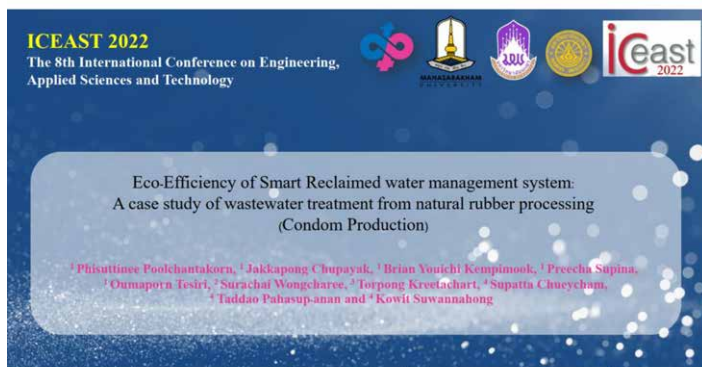 ICEAST 2022
The 8th International Conference on Engineering,
Applied Sciences and Technology
MAHASARAKHAM
UNIVERSITY
iceast
2022
Eco-Efficiency of Smart Reclaimed water management system:
A case study of wastewater treatment from natural rubber processing
(Condom Production)
¹ Phisuttinee Poolchantakorn, ¹ Jakkapong Chupayak, ¹ Brian Youichi Kempimook, ¹ Preecha Supina,
¹ Oumaporn Tesiri, ² Surachai Wongcharee, ³ Torpong Kreetachart, ⁴ Supatta Chueycham,
⁴ Taddao Pahasup-anan and ⁴ Kowit Suwannahong